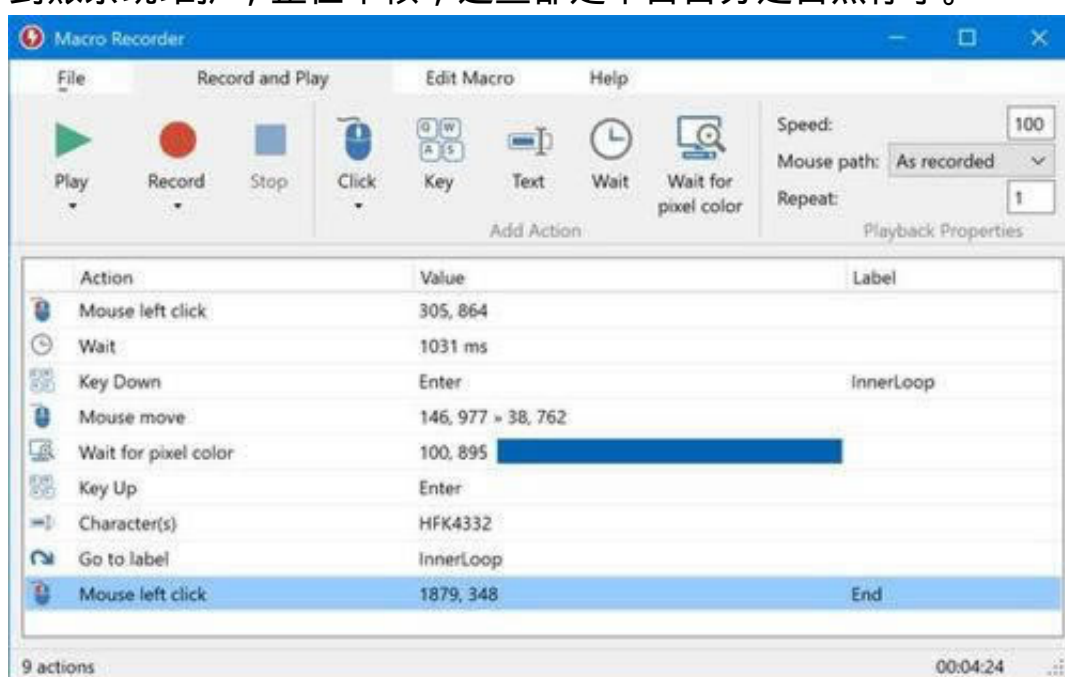 Macro Recorder
File Record and Play Edit Macro Help
Play Record Stop Click Key Text Wait Wait for pixel color
Speed: 100
Mouse path: As recorded
Repeat: 1
Add Action Playback Properties
Action Value Label
Mouse left click 305, 864
Wait 1031 ms
Key Down Enter InnerLoop
Mouse move 146, 977 » 38, 762
Wait for pixel color 100, 895
Key Up Enter
Character(s) HFK4332
Go to label InnerLoop
Mouse left click 1879, 348 End
9 actions 00:04:24